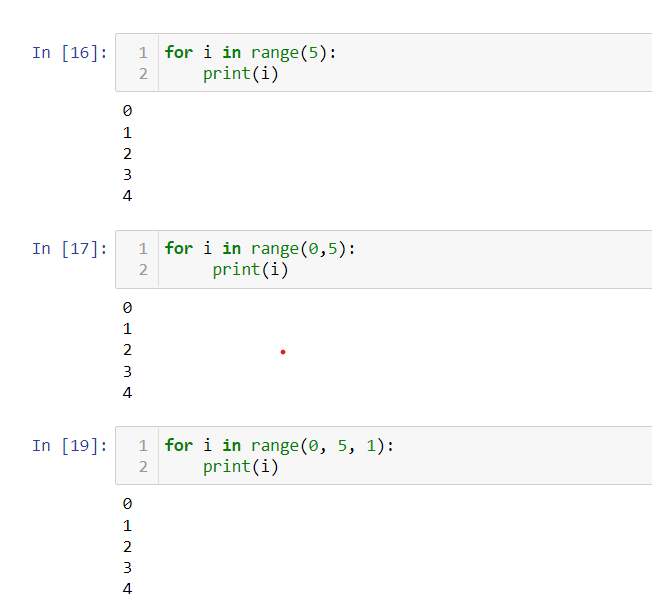 In [16]: 1 for i in range(5):
2     print(i)
0
1
2
3
4
In [17]: 1 for i in range(0,5):
2      print(i)
0
1
2
3
4
In [19]: 1 for i in range(0, 5, 1):
2     print(i)
0
1
2
3
4